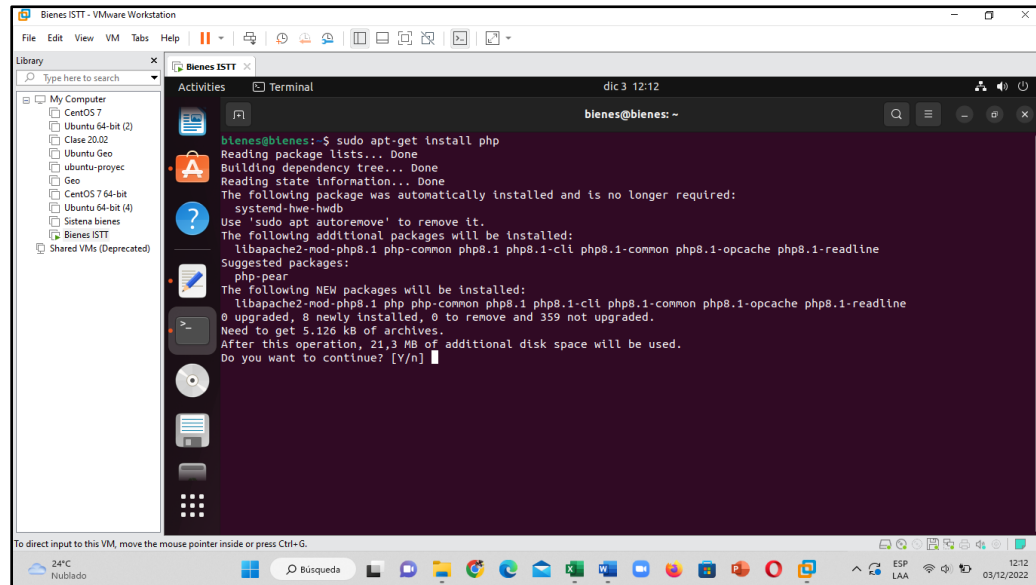 Bienes ISTT - VMware Workstation
File Edit View VM Tabs Help
Library
Type here to search
My Computer
CentOS 7
Ubuntu 64-bit (2)
Clase 20.02
Ubuntu Geo
ubuntu-proyec
Geo
CentOS 7 64-bit
Ubuntu 64-bit (4)
Sistena bienes
Bienes ISTT
Shared VMs (Deprecated)
Bienes ISTT
Activities Terminal dic 3 12:12
bienes@bienes: ~
bienes@bienes:~$ sudo apt-get install php
Reading package lists... Done
Building dependency tree... Done
Reading state information... Done
The following package was automatically installed and is no longer required:
systemd-hwe-hwdb
Use 'sudo apt autoremove' to remove it.
The following additional packages will be installed:
libapache2-mod-php8.1 php-common php8.1 php8.1-cli php8.1-common php8.1-opcache php8.1-readline
Suggested packages:
php-pear
The following NEW packages will be installed:
libapache2-mod-php8.1 php php-common php8.1 php8.1-cli php8.1-common php8.1-opcache php8.1-readline
0 upgraded, 8 newly installed, 0 to remove and 359 not upgraded.
Need to get 5.126 kB of archives.
After this operation, 21,3 MB of additional disk space will be used.
Do you want to continue? [Y/n]
To direct input to this VM, move the mouse pointer inside or press Ctrl+G.
24°C
Nublado
Búsqueda
ESP
LAA
12:12
03/12/2022